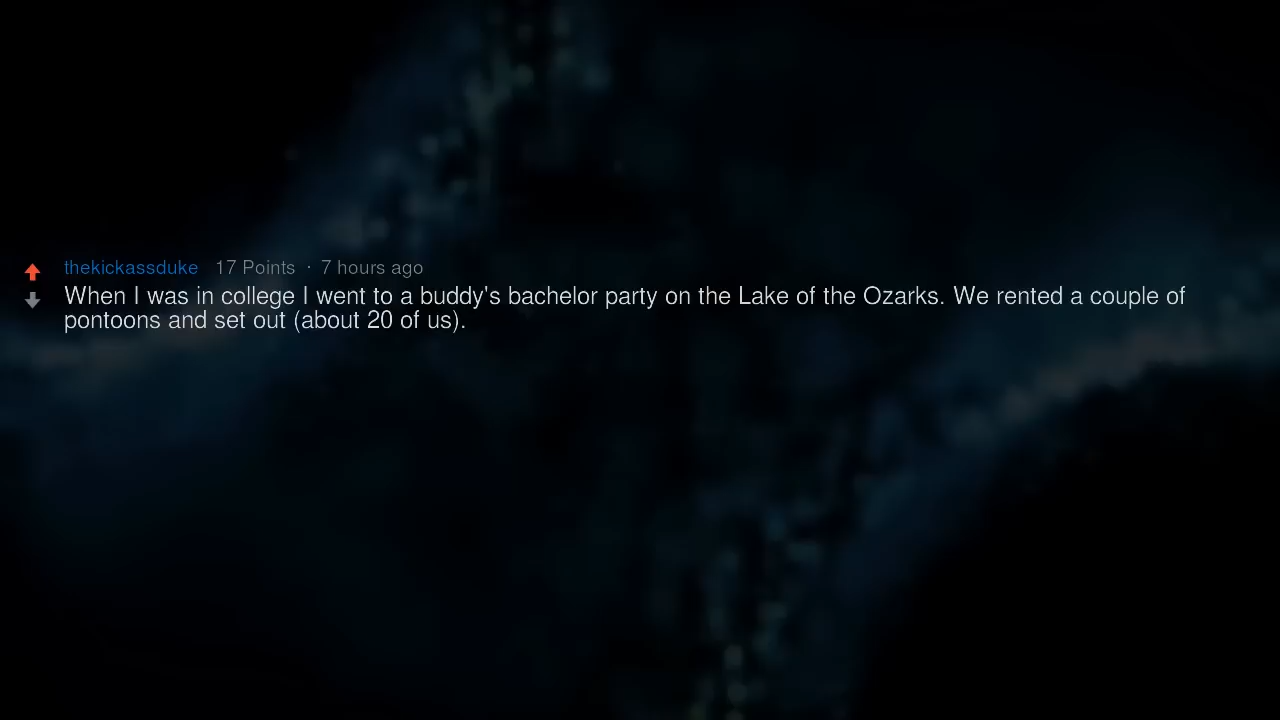 thekickassduke 17 Points · 7 hours ago
When I was in college I went to a buddy's bachelor party on the Lake of the Ozarks. We rented a couple of
pontoons and set out (about 20 of us).